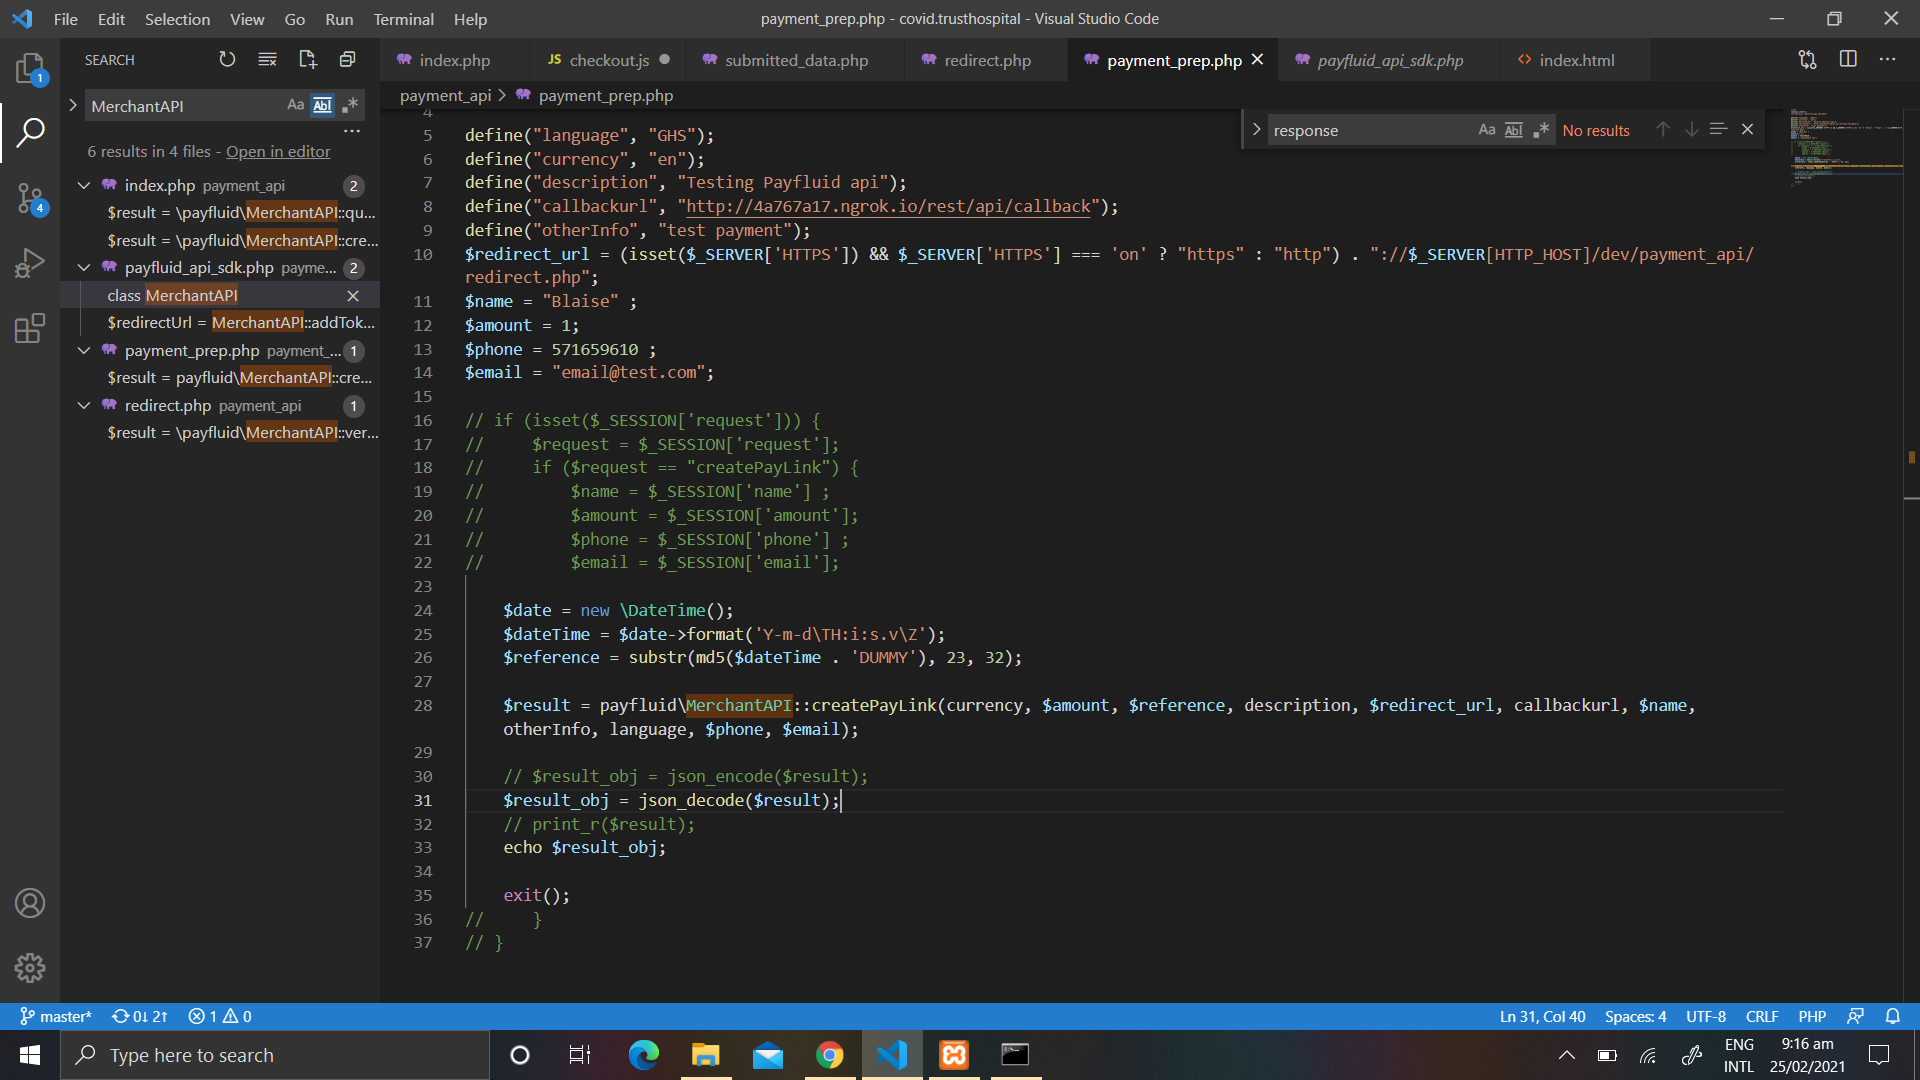 File Edit Selection View Go Run Terminal Help
payment_prep.php - covid.trusthospital - Visual Studio Code
SEARCH
MerchantAPI
Aa Abl
6 results in 4 files - Open in editor
index.php payment_api 2
$result = \payfluid\MerchantAPI::qu...
$result = \payfluid\MerchantAPI::cre...
payfluid_api_sdk.php payme... 2
class MerchantAPI
$redirectUrl = MerchantAPI::addTok...
payment_prep.php payment_... 1
$result = payfluid\MerchantAPI::cre...
redirect.php payment_api 1
$result = \payfluid\MerchantAPI::ver...
1
4
index.php
JS checkout.js
submitted_data.php
redirect.php
payment_prep.php
payfluid_api_sdk.php
index.html
payment_api > payment_prep.php
response
Aa Abl
No results
4
5 define("language", "GHS");
6 define("currency", "en");
7 define("description", "Testing Payfluid api");
8 define("callbackurl", "http://4a767a17.ngrok.io/rest/api/callback");
9 define("otherInfo", "test payment");
10 $redirect_url = (isset($_SERVER['HTTPS']) && $_SERVER['HTTPS'] === 'on' ? "https" : "http") . "://$_SERVER[HTTP_HOST]/dev/payment_api/
redirect.php";
11 $name = "Blaise" ;
12 $amount = 1;
13 $phone = 571659610 ;
14 $email = "email@test.com";
15
16 // if (isset($_SESSION['request'])) {
17 //     $request = $_SESSION['request'];
18 //     if ($request == "createPayLink") {
19 //         $name = $_SESSION['name'] ;
20 //         $amount = $_SESSION['amount'];
21 //         $phone = $_SESSION['phone'] ;
22 //         $email = $_SESSION['email'];
23
24     $date = new \DateTime();
25     $dateTime = $date->format('Y-m-d\TH:i:s.v\Z');
26     $reference = substr(md5($dateTime . 'DUMMY'), 23, 32);
27
28     $result = payfluid\MerchantAPI::createPayLink(currency, $amount, $reference, description, $redirect_url, callbackurl, $name,
otherInfo, language, $phone, $email);
29
30     // $result_obj = json_encode($result);
31     $result_obj = json_decode($result);
32     // print_r($result);
33     echo $result_obj;
34
35     exit();
36 //     }
37 // }
master* 0↓ 2↑ 1 0
Ln 31, Col 40 Spaces: 4 UTF-8 CRLF PHP
Type here to search
ENG
INTL
9:16 am
25/02/2021